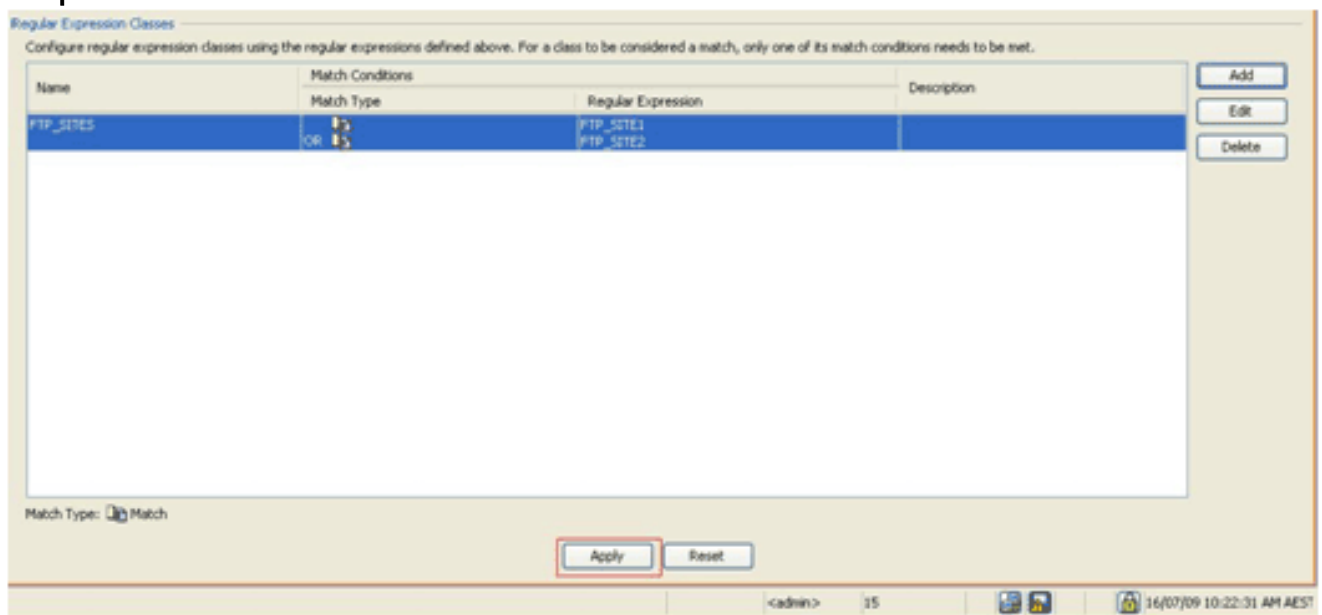 Regular Expression Classes
Configure regular expression classes using the regular expressions defined above. For a class to be considered a match, only one of its match conditions needs to be met.
Name
Match Conditions
Match Type
Regular Expression
Description
FTP_SITES
FTP_SITE1
OR
FTP_SITE2
Add
Edit
Delete
Match Type: Match
Apply
Reset
<admin>
15
16/07/09 10:22:31 AM AEST